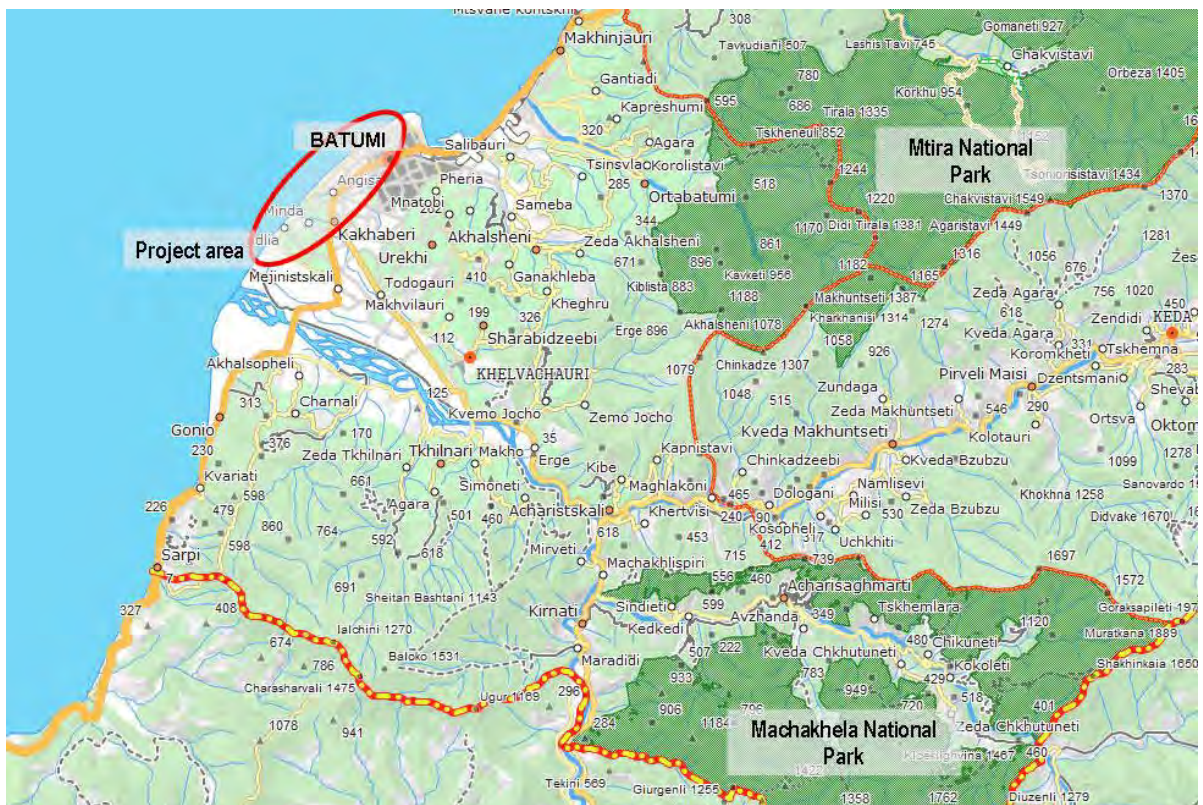 Mtsvane Kontskhi
308
Gomaneti 927
Makhinjauri
Tavkudiani 507
Lashis Tavi 745
Chakvistavi
Gantiadi
780
Orbeza 1405
Kapreshumi
595
686
Korkhu 954
Tirala 1335
BATUMI
320
Tskheneuli 852
1152
Mtira National
Park
Salibauri
Agara
Korolistavi
Tsinsvla
Angisa
Pheria
1244
Tsoniorisistavi 1434
285
Ortabatumi
518
Mnatobi
202
Sameba
1220
Chakvistavi 1549
1370
Minda
344
1170
Didi Tirala 1381
Agaristavi 1449
Project area
Kakhaberi
Akhalsheni
Zeda Akhalsheni
861
1316
1281
Urekhi
671
896
1182
1056
676
Mejinistskali
Todogauri
410
Ganakhleba
Kavketi 956
1165
Kiblista 883
Makhvilauri
Kheghru
1188
Makhuntseti 1387
Zeda Agara
756
1020
450
199
326
Kharkhanisi 1314
618
Zendidi
KEDA
Sharabidzeebi
Erge 896
Akhalsheni 1078
1274
Kveda Agara
331
112
1058
Koromkheti
Tskhemna
Akhalsopheli
KHELVACHAURI
1079
Chinkadze 1307
926
Pirveli Maisi
Dzentsmani
283
313
125
1048
515
Zundaga
Charnali
Kvemo Jocho
Zemo Jocho
Zeda Makhuntseti
546
290
Ortsva
Gonio
376
170
35
Kveda Makhuntseti
Kolotauri
230
Zeda Tkhilnari
Tkhilnari
Makho
Erge
Kapnistavi
Kvariati
661
Kibe
Chinkadzeebi
Kveda Bzubzu
1099
1278
598
Simoneti
Maghlakoni
Namlisevi
226
479
Agara
465
Dologani
Khokhna 1258
860
764
501
460
Acharistskali
Khertvisi
240
90
Milisi
530
Zeda Bzubzu
592
618
Kosopheli
Didvake 1670
Sarpi
598
618
453
412
317
Uchkhiti
7
Mirveti
715
739
1697
691
Machakhlispiri
556
460
Acharisaghmarti
1572
327
408
Sheitan Bashtani 1143
Sindieti
599
Kirnati
Avzhanda
349
Tskhemlara
1120
674
Ialchini 1270
Kedkedi
480
Chikuneti
Muratkana 1889
507
222
786
Baloko 1531
Maradidi
Kveda Chkhutuneti
Kokoleti
Shakhinkaia 1660
933
783
429
Charasharvali 1475
Ugur 1169
296
949
518
906
720
401
1078
284
1184
Zeda Chkhutuneti
941
Machakhela National
Park
460
Tekini 569
1422
Giurgenli 1255
1358
1762
Diuzenli 1279